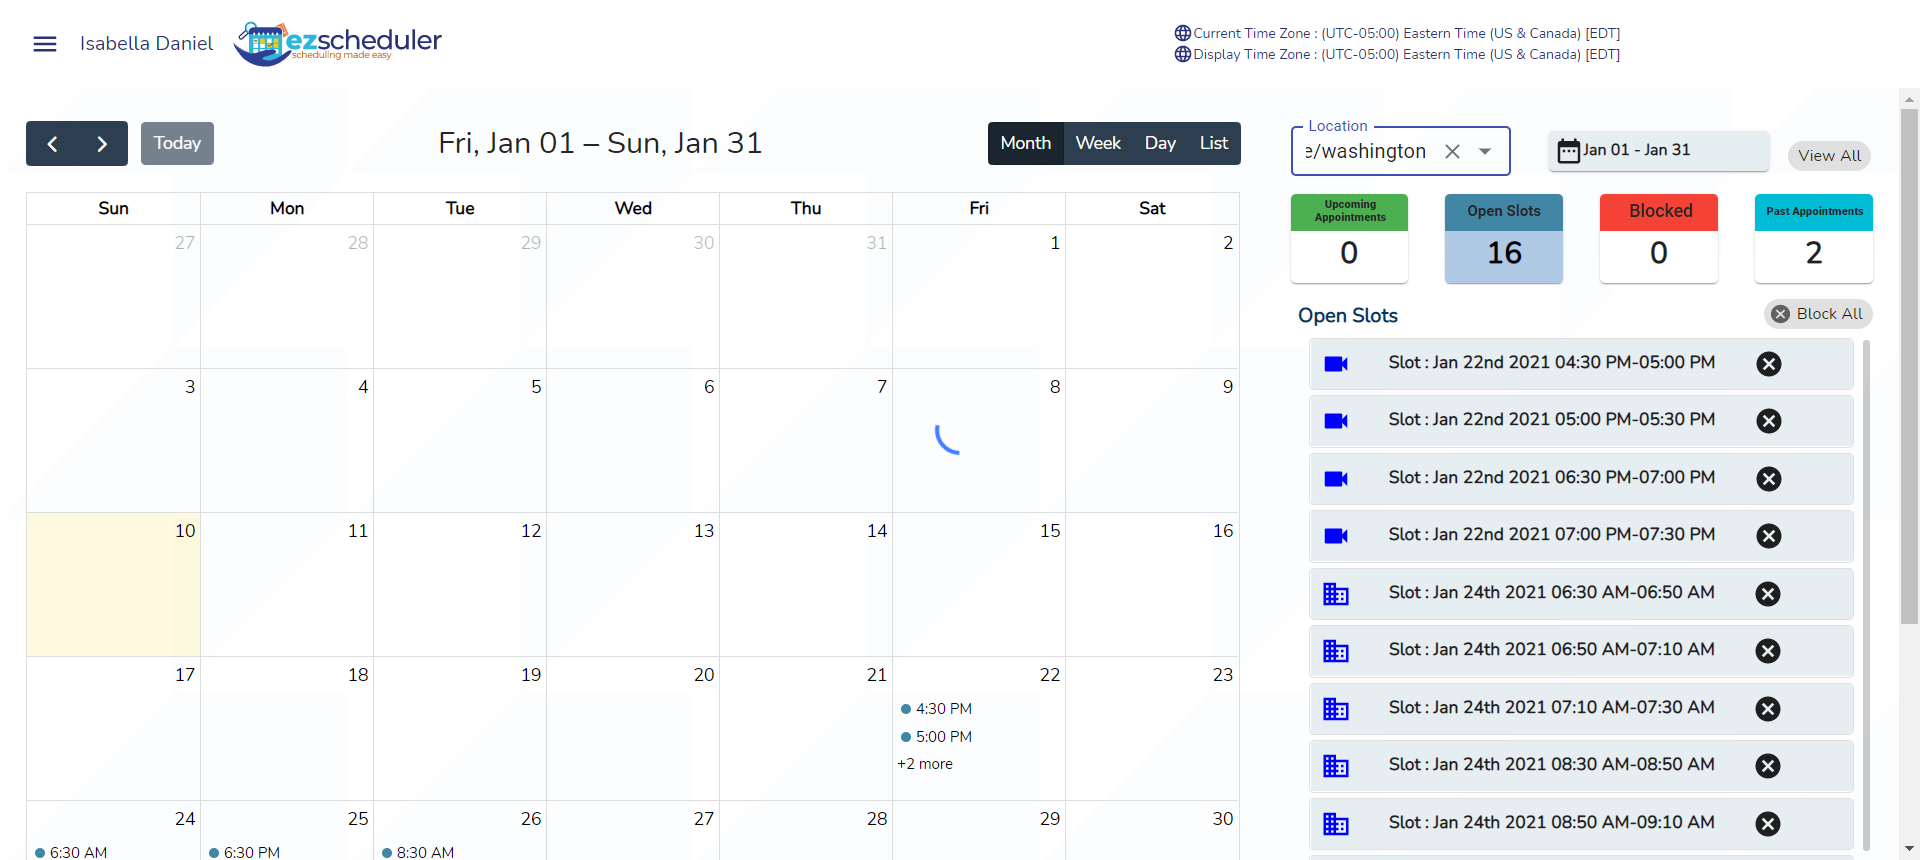 Isabella Daniel
ezscheduler
scheduling made easy
Current Time Zone : (UTC-05:00) Eastern Time (US & Canada) [EDT]
Display Time Zone : (UTC-05:00) Eastern Time (US & Canada) [EDT]
Today
Fri, Jan 01 – Sun, Jan 31
Month Week Day List
Sun Mon Tue Wed Thu Fri Sat
27 28 29 30 31 1 2
3 4 5 6 7 8 9
10 11 12 13 14 15 16
17 18 19 20 21 22 23
4:30 PM
5:00 PM
+2 more
24 25 26 27 28 29 30
6:30 AM 6:30 PM 8:30 AM
Location
e/washington
Jan 01 - Jan 31
View All
Upcoming Appointments
0
Open Slots
16
Blocked
0
Past Appointments
2
Open Slots
Block All
Slot : Jan 22nd 2021 04:30 PM-05:00 PM
Slot : Jan 22nd 2021 05:00 PM-05:30 PM
Slot : Jan 22nd 2021 06:30 PM-07:00 PM
Slot : Jan 22nd 2021 07:00 PM-07:30 PM
Slot : Jan 24th 2021 06:30 AM-06:50 AM
Slot : Jan 24th 2021 06:50 AM-07:10 AM
Slot : Jan 24th 2021 07:10 AM-07:30 AM
Slot : Jan 24th 2021 08:30 AM-08:50 AM
Slot : Jan 24th 2021 08:50 AM-09:10 AM